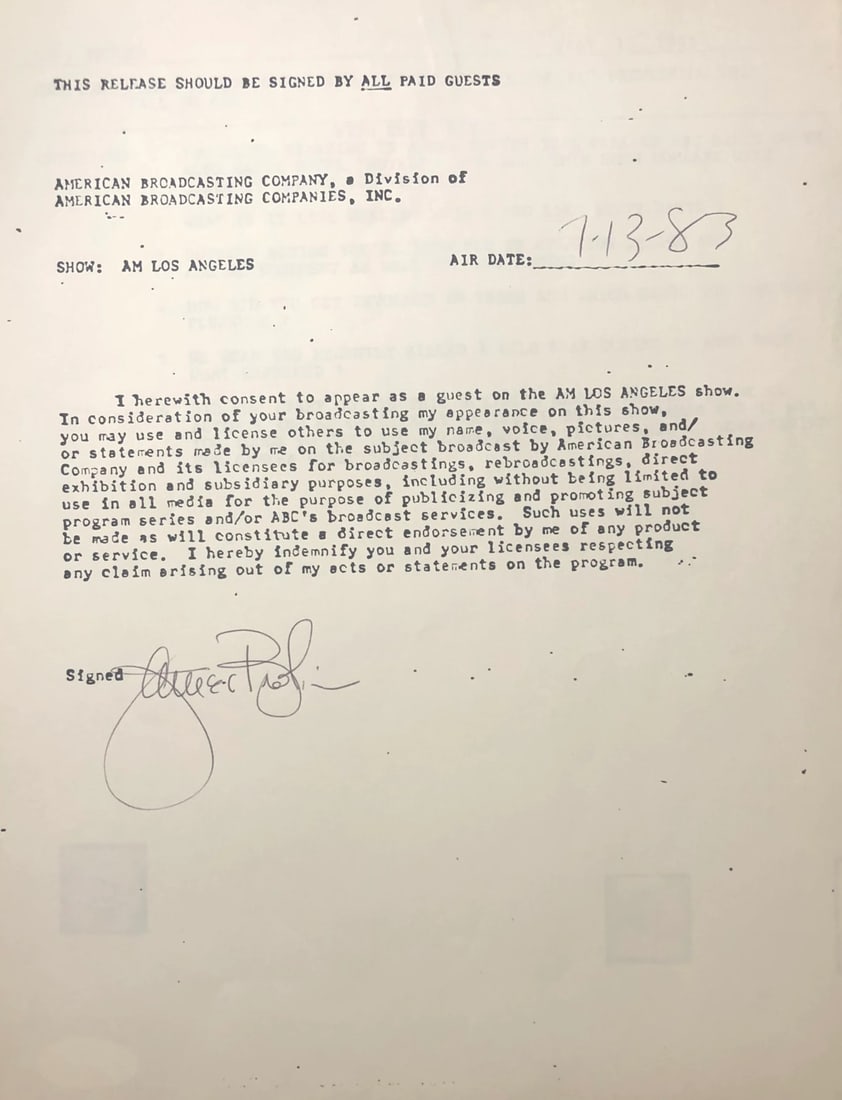 THIS RELEASE SHOULD BE SIGNED BY ALL PAID GUESTS
AMERICAN BROADCASTING COMPANY, a Division of
AMERICAN BROADCASTING COMPANIES, INC.
SHOW: AM LOS ANGELES AIR DATE: 7-13-83
I herewith consent to appear as a guest on the AM LOS ANGELES show.
In consideration of your broadcasting my appearance on this show,
you may use and license others to use my name, voice, pictures, and/
or statements made by me on the subject broadcast by American Broadcasting
Company and its licensees for broadcastings, rebroadcastings, direct
exhibition and subsidiary purposes, including without being limited to
use in all media for the purpose of publicizing and promoting subject
program series and/or ABC's broadcast services. Such uses will not
be made as will constitute a direct endorsement by me of any product
or service. I hereby indemnify you and your licensees respecting
any claim arising out of my acts or statements on the program.
Signed